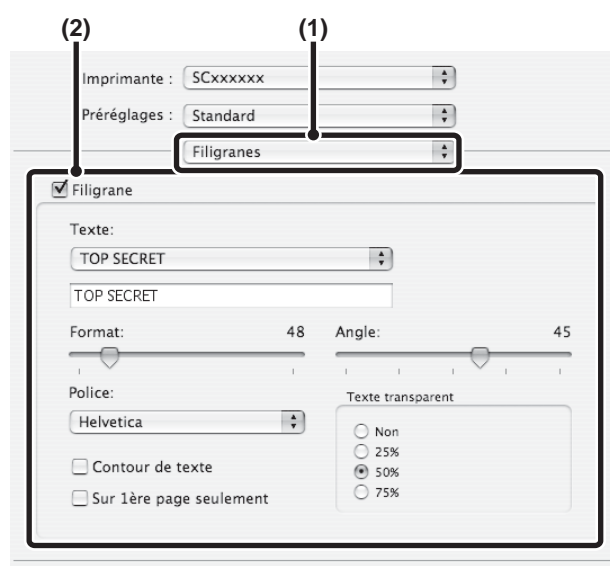 (2) (1)
Imprimante : SCxxxxxx
Préréglages : Standard
Filigranes
Filigrane
Texte:
TOP SECRET
TOP SECRET
Format: 48 Angle: 45
Police: Texte transparent
Helvetica
Non
25%
Contour de texte
50%
Sur 1ère page seulement 75%